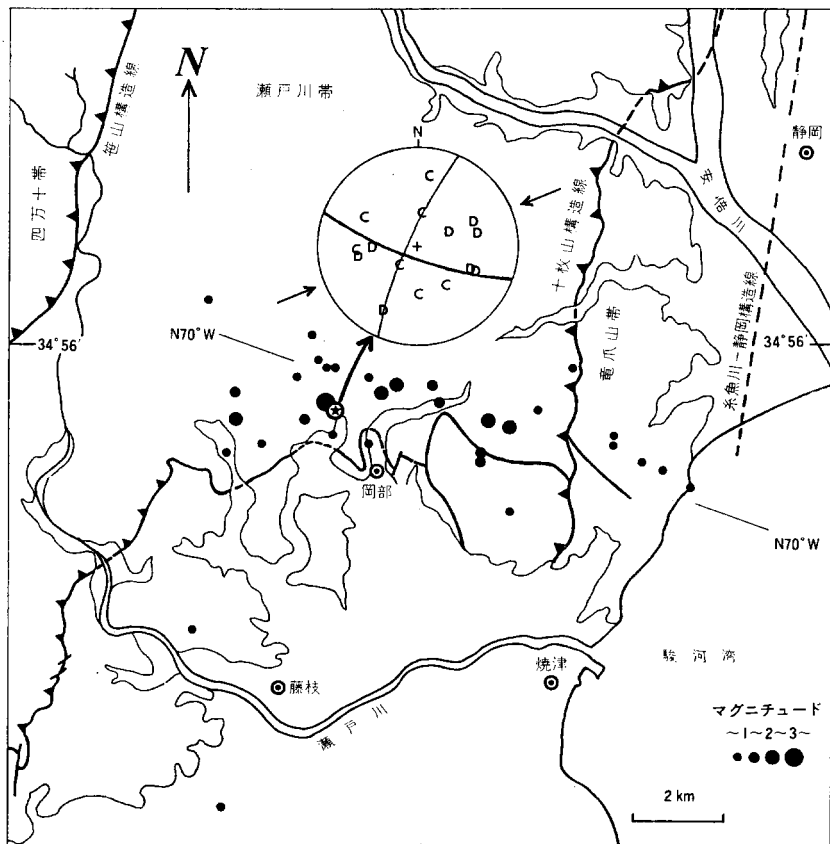 N
瀬戸川帯
笹山構造線
四万十帯
静岡
安倍川
N
C
C
C
D
D
D
C
D
D
C
D
D
C
C
D
十枚山構造線
竜爪山帯
糸魚川－静岡構造線
34°56'
N70°W
34°56'
岡部
N70°W
駿河湾
焼津
藤枝
瀬戸川
マグニチュード
～1～2～3～
2 km